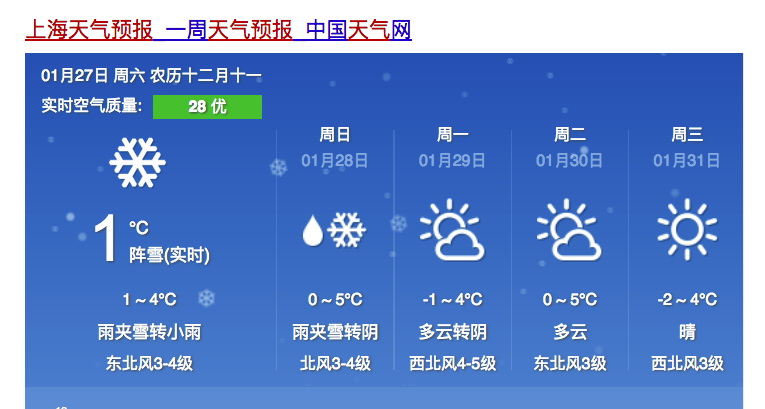 上海天气预报_一周天气预报_中国天气网
01月27日 周六 农历十二月十一
实时空气质量: 28 优
1 ℃
阵雪(实时)
1 ~ 4℃
雨夹雪转小雨
东北风3-4级
周日
01月28日
0 ~ 5℃
雨夹雪转阴
北风3-4级
周一
01月29日
-1 ~ 4℃
多云转阴
西北风4-5级
周二
01月30日
0 ~ 5℃
多云
东北风3级
周三
01月31日
-2 ~ 4℃
晴
西北风3级